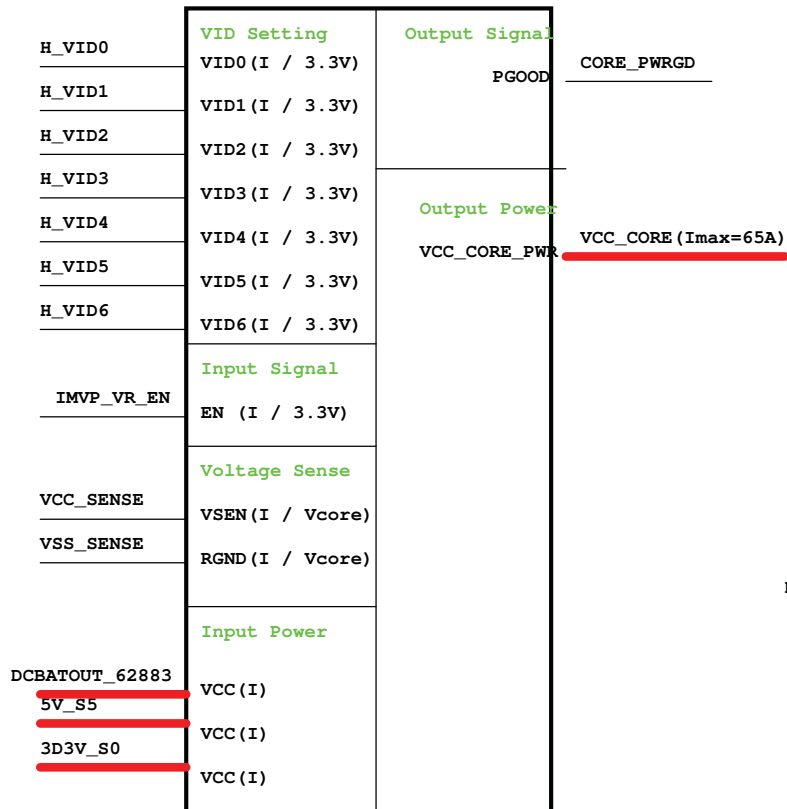 H_VID0
H_VID1
H_VID2
H_VID3
H_VID4
H_VID5
H_VID6
IMVP_VR_EN
VCC_SENSE
VSS_SENSE
DCBATOUT_62883
5V_S5
3D3V_S0
VID Setting
VID0(I / 3.3V)
VID1(I / 3.3V)
VID2(I / 3.3V)
VID3(I / 3.3V)
VID4(I / 3.3V)
VID5(I / 3.3V)
VID6(I / 3.3V)
Input Signal
EN (I / 3.3V)
Voltage Sense
VSEN(I / Vcore)
RGND(I / Vcore)
Input Power
VCC(I)
VCC(I)
VCC(I)
Output Signal
PGOOD
Output Power
VCC_CORE_PWR
CORE_PWRGD
VCC_CORE(Imax=65A)